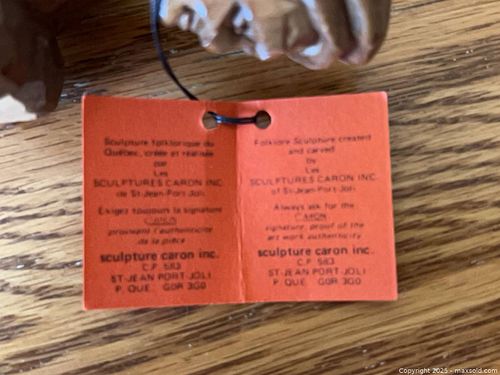 Sculpture folklorique du
Québec, créée et réalisée
par
Les
SCULPTURES CARON INC.
de St-Jean-Port-Joli
Exigez toujours la signature
CARON
provenant l'authenticité
de la pièce
sculpture caron inc.
C.P. 583
ST-JEAN PORT-JOLI
P. QUE. G0R 3G0
Folklore Sculpture created
and carved
by
Les
SCULPTURES CARON INC.
of St-Jean-Port-Joli
Always ask for the
CARON
signature, proof of the
art work authenticity
sculpture caron inc.
C.P. 583
ST-JEAN PORT-JOLI
P. QUE. G0R 3G0
Copyright 2025 - maxsold.com